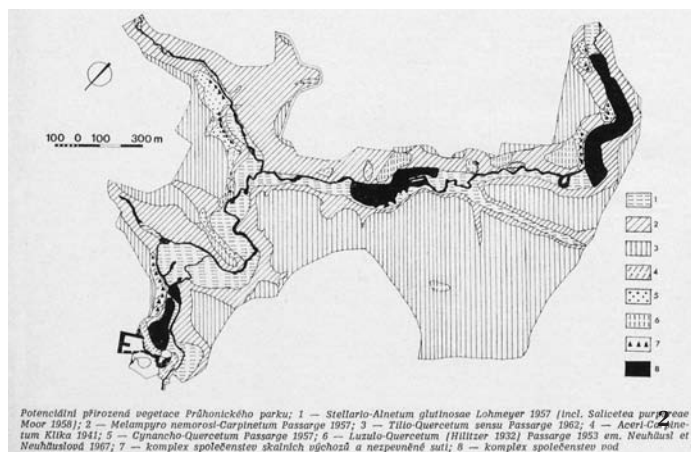 100 0 100 300 m
1
2
3
4
5
6
7
8
Potenciální přirozená vegetace Průhonického parku; 1 — Stellario-Alnetum glutinosae Lohmeyer 1957 (incl. Salicetea purpureae
Moor 1958); 2 — Melampyro nemorosi-Carpinetum Passarge 1957; 3 — Tilio-Quercetum sensu Passarge 1962; 4 — Aceri-Carpine-
tum Klika 1941; 5 — Cynancho-Quercetum Passarge 1957; 6 — Luzulo-Quercetum (Hilitzer 1932) Passarge 1953 em. Neuhäusl et
Neuhäuslová 1967; 7 — komplex společenstev skalních výchozů a nezpevněné suti; 8 — komplex společenstev vod
2